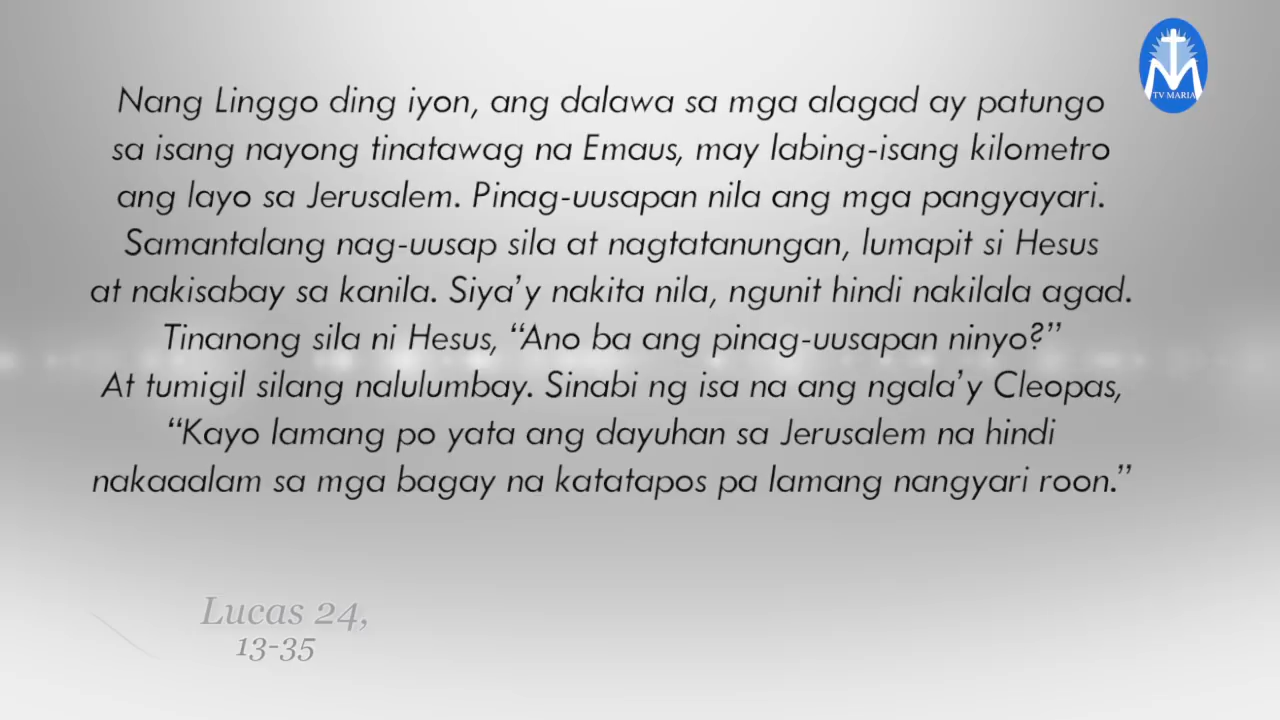 Nang Linggo ding iyon, ang dalawa sa mga alagad ay patungo
sa isang nayong tinatawag na Emaus, may labing-isang kilometro
ang layo sa Jerusalem. Pinag-uusapan nila ang mga pangyayari.
Samantalang nag-uusap sila at nagtatanungan, lumapit si Hesus
at nakisabay sa kanila. Siya’y nakita nila, ngunit hindi nakilala agad.
Tinanong sila ni Hesus, “Ano ba ang pinag-uusapan ninyo?”
At tumigil silang nalulumbay. Sinabi ng isa na ang ngala’y Cleopas,
“Kayo lamang po yata ang dayuhan sa Jerusalem na hindi
nakaaalam sa mga bagay na katatapos pa lamang nangyari roon.”
Lucas 24,
13-35
TV MARIA